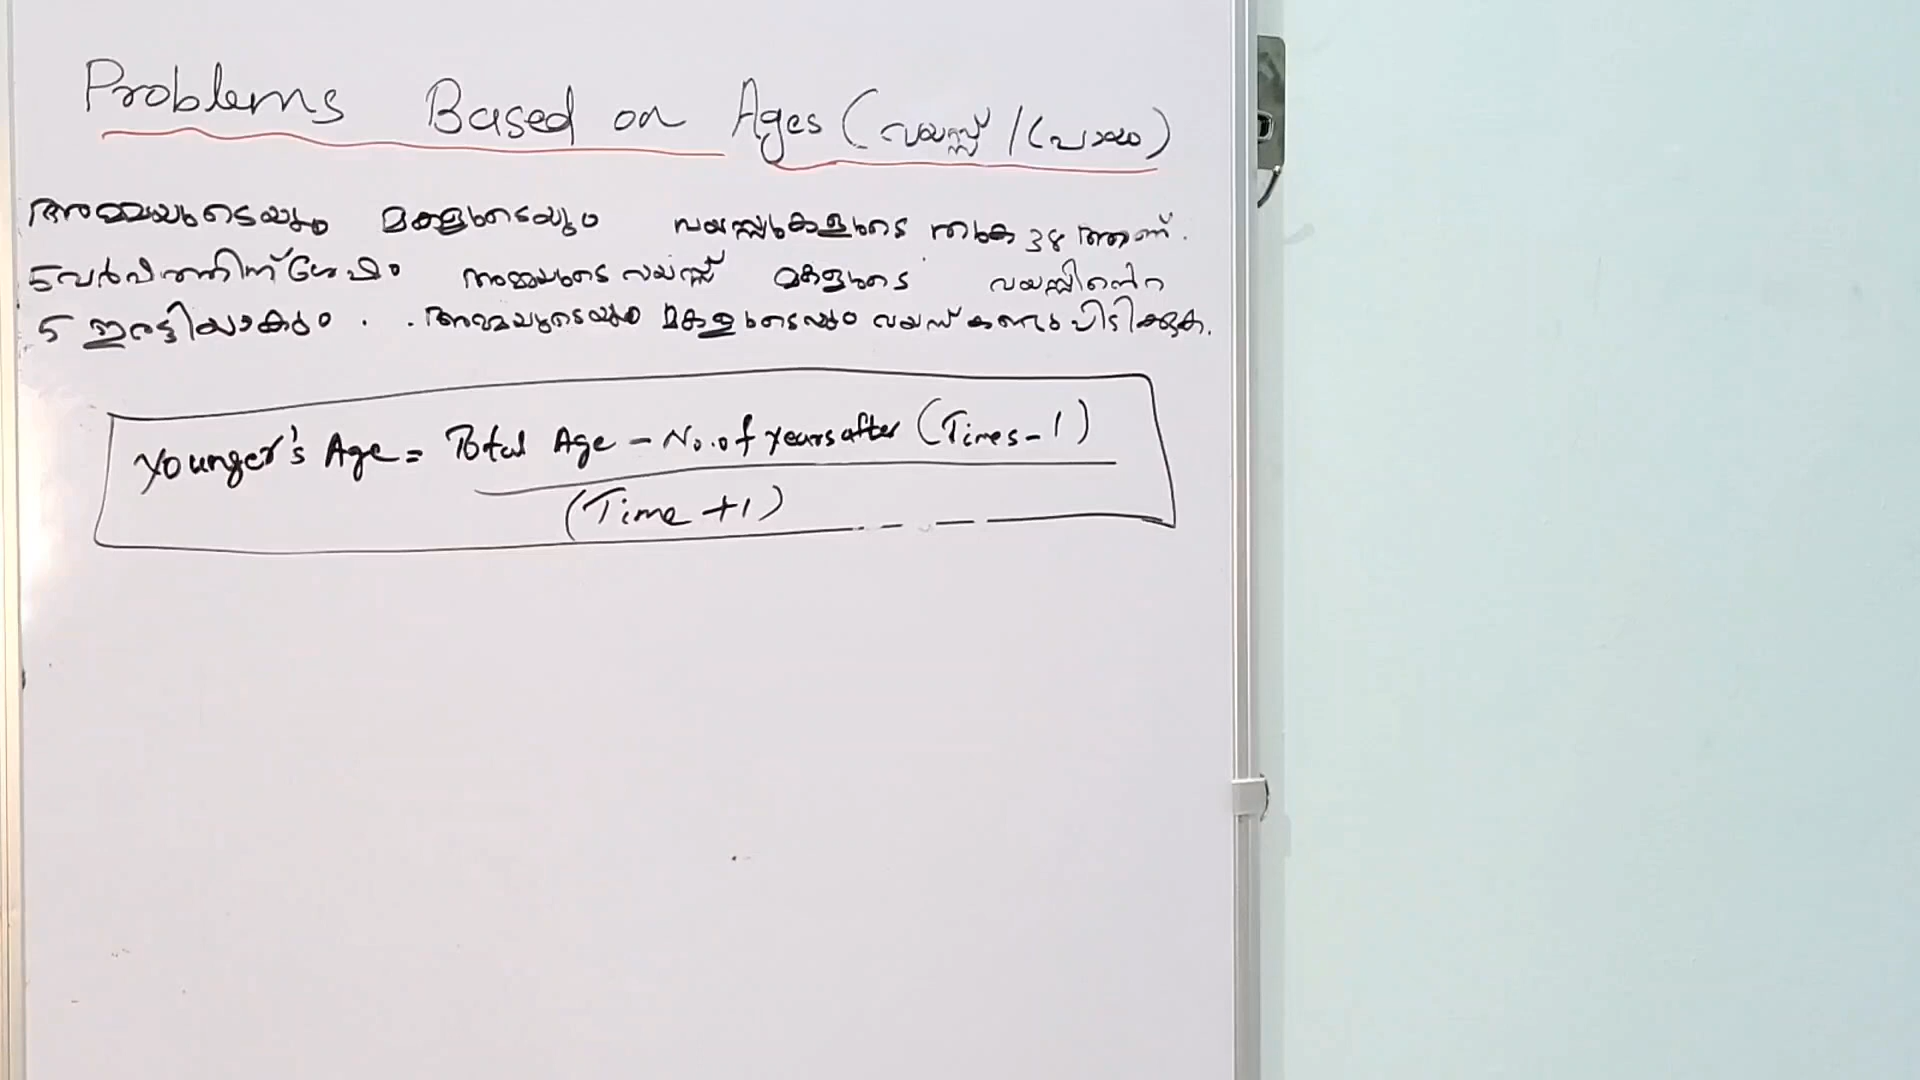 Problems Based on Ages (വയസ്സ് / പ്രായം)
അമ്മയുടെയും മകളുടെയും വയസ്സുകളുടെ തുക 38 ആണ്.
5 വർഷത്തിന് ശേഷം അമ്മയുടെ വയസ്സ് മകളുടെ വയസ്സിന്റെ
5 ഇരട്ടിയാകും . . അമ്മയുടെയും മകളുടെയും വയസ് കണ്ടുപിടിക്കുക.
Younger's Age = Total Age - No. of years after (Times - 1)
(Time + 1)